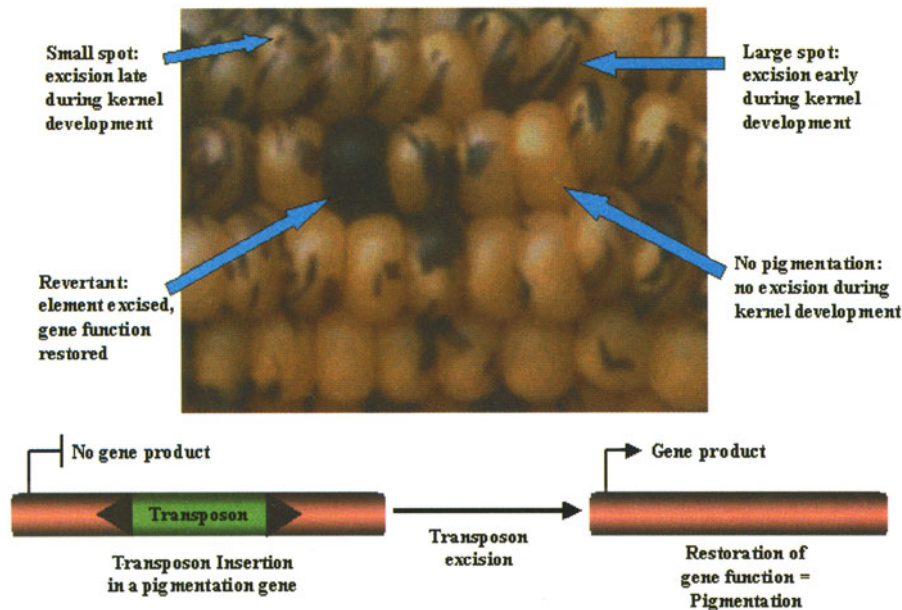 Small spot:
excision late
during kernel
development
Large spot:
excision early
during kernel
development
Revertant:
element excised,
gene function
restored
No pigmentation:
no excision during
kernel development
No gene product
Gene product
Transposon
Transposon
excision
Transposon Insertion
in a pigmentation gene
Restoration of
gene function =
Pigmentation